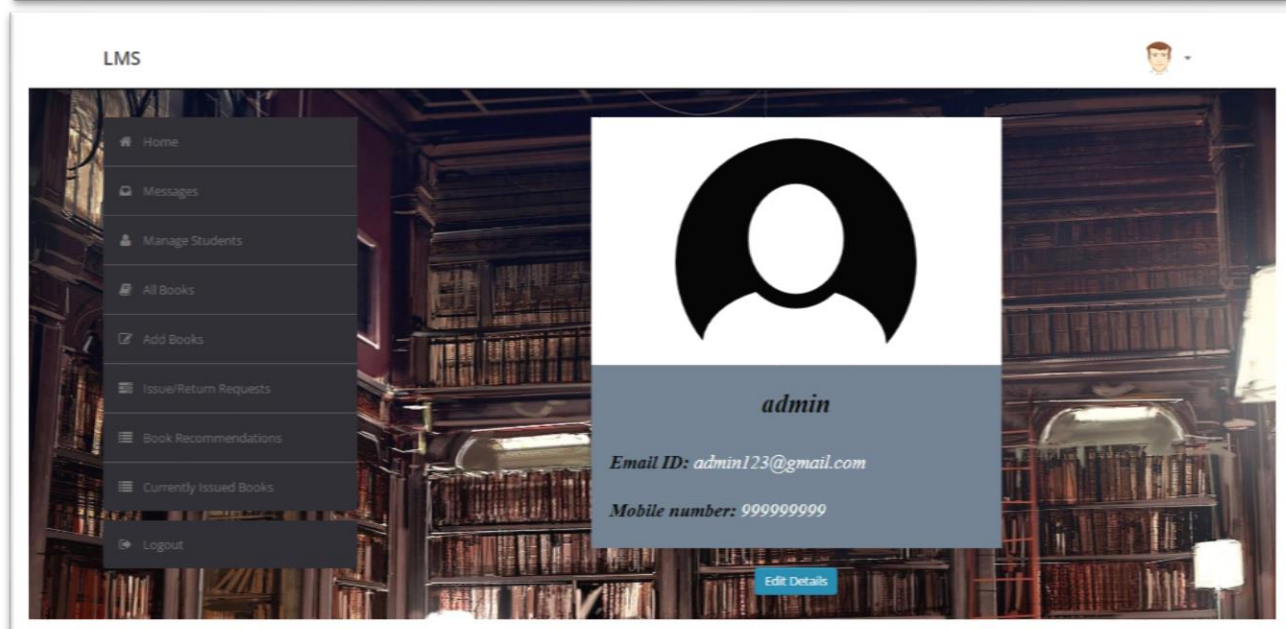 LMS
Home
Messages
Manage Students
All Books
Add Books
Issue/Return Requests
Book Recommendations
Currently Issued Books
Logout
admin
Email ID: admin123@gmail.com
Mobile number: 999999999
Edit Details